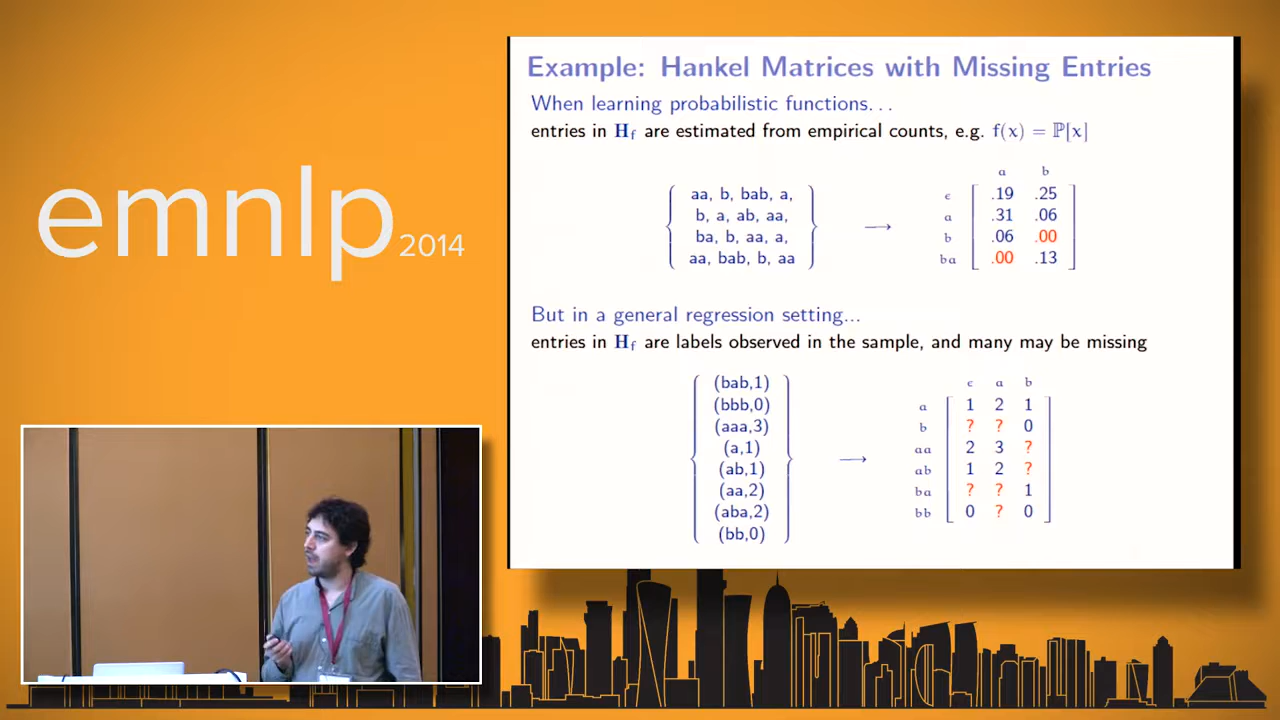 emnlp 2014
Example: Hankel Matrices with Missing Entries
When learning probabilistic functions...
entries in H_f are estimated from empirical counts, e.g. f(x) = ℙ[x]
aa, b, bab, a,
b, a, ab, aa,
ba, b, aa, a,
aa, bab, b, aa
→
a b
ϵ .19 .25
a .31 .06
b .06 .00
ba .00 .13
But in a general regression setting...
entries in H_f are labels observed in the sample, and many may be missing
(bab,1)
(bbb,0)
(aaa,3)
(a,1)
(ab,1)
(aa,2)
(aba,2)
(bb,0)
→
ϵ a b
a 1 2 1
b ? ? 0
aa 2 3 ?
ab 1 2 ?
ba ? ? 1
bb 0 ? 0